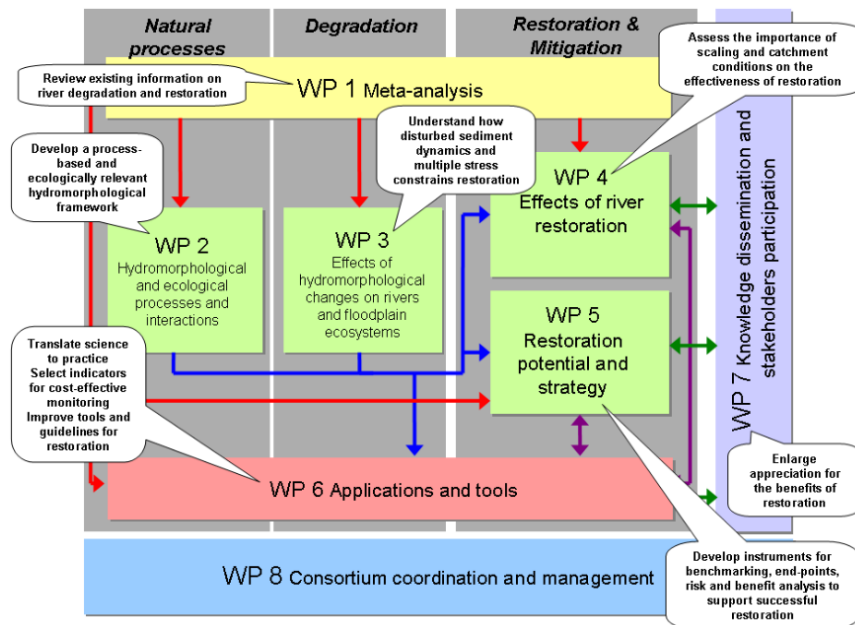 Natural
processes
Degradation
Restoration &
Mitigation
Assess the importance of
scaling and catchment
conditions on the
effectiveness of restoration
Review existing information on
river degradation and restoration
WP 1 Meta-analysis
Understand how
disturbed sediment
dynamics and
multiple stress
constrains restoration
Develop a process-
based and
ecologically relevant
hydromorphological
framework
WP 2
Hydromorphological
and ecological
processes and
interactions
WP 3
Effects of
hydromorphological
changes on rivers
and floodplain
ecosystems
WP 4
Effects of river
restoration
WP 5
Restoration
potential and
strategy
WP 7 Knowledge dissemination and
stakeholders participation
Translate science
to practice
Select indicators
for cost-effective
monitoring
Improve tools and
guidelines for
restoration
Enlarge
appreciation for
the benefits of
restoration
WP 6 Applications and tools
Develop instruments for
benchmarking, end-points,
risk and benefit analysis to
support successful
restoration
WP 8 Consortium coordination and management